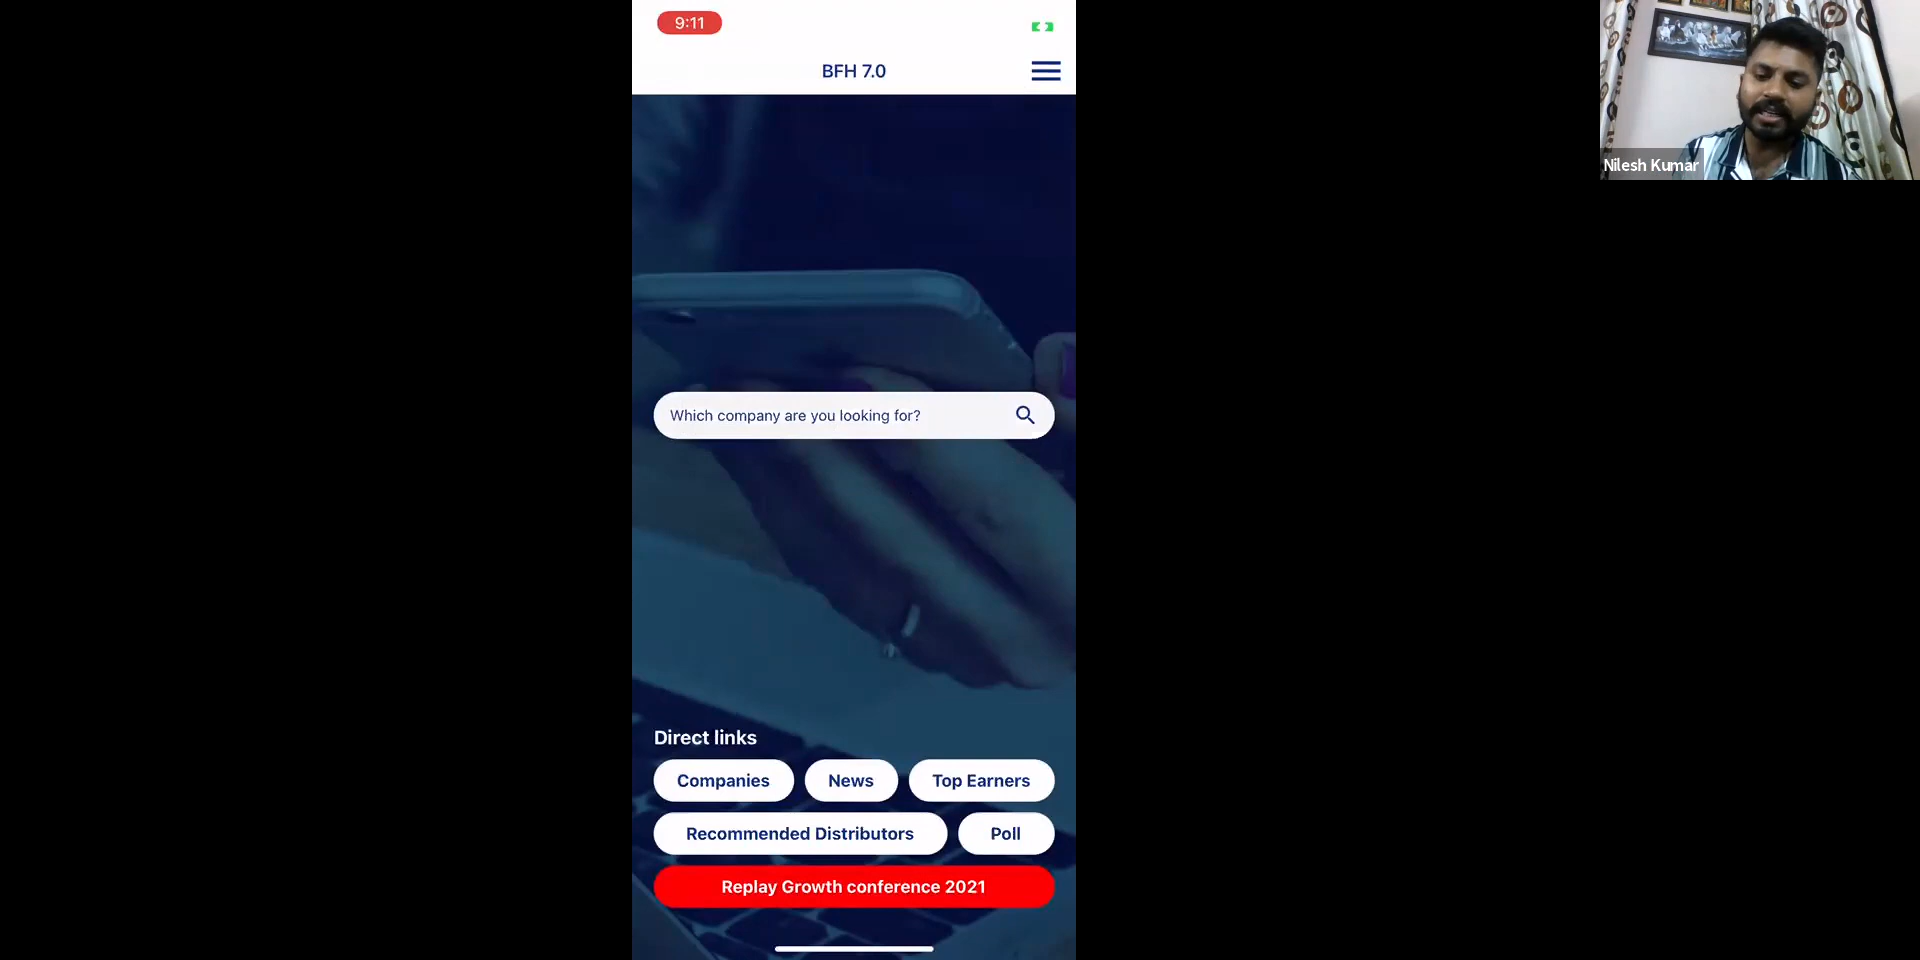 9:11
BFH 7.0
Nilesh Kumar
Which company are you looking for?
Direct links
Companies
News
Top Earners
Recommended Distributors
Poll
Replay Growth conference 2021